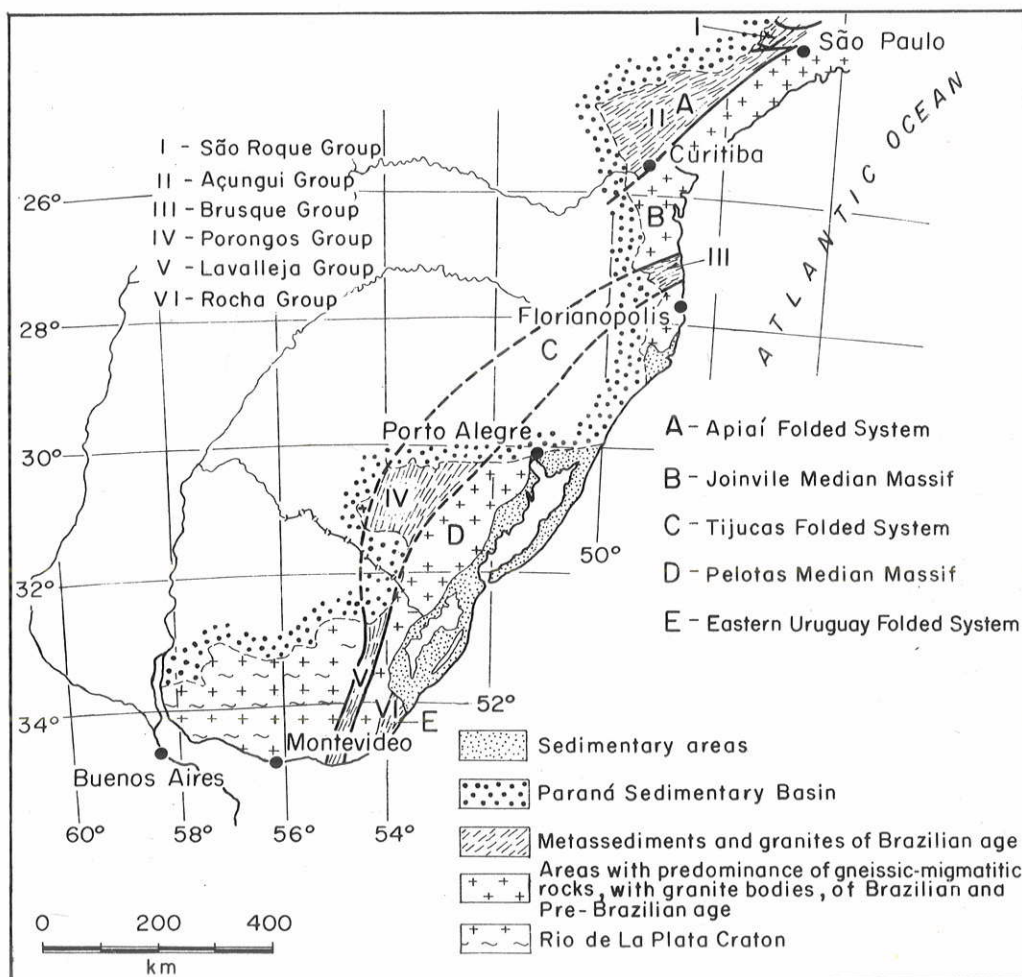 I
São Paulo
A
II
I - São Roque Group
II - Açungui Group
III - Brusque Group
IV - Porongos Group
V - Lavalleja Group
VI - Rocha Group
Curitiba
ATLANTIC OCEAN
26°
B
III
28°
Florianópolis
C
Porto Alegre
30°
A - Apiaí Folded System
B - Joinvile Median Massif
C - Tijucas Folded System
D - Pelotas Median Massif
E - Eastern Uruguay Folded System
IV
D
50°
32°
V
VI
E
52°
34°
Montevideo
Buenos Aires
60°
58°
56°
54°
Sedimentary areas
Paraná Sedimentary Basin
Metassediments and granites of Brazilian age
Areas with predominance of gneissic-migmatitic
rocks, with granite bodies, of Brazilian and
Pre-Brazilian age
Rio de La Plata Craton
0 200 400
km